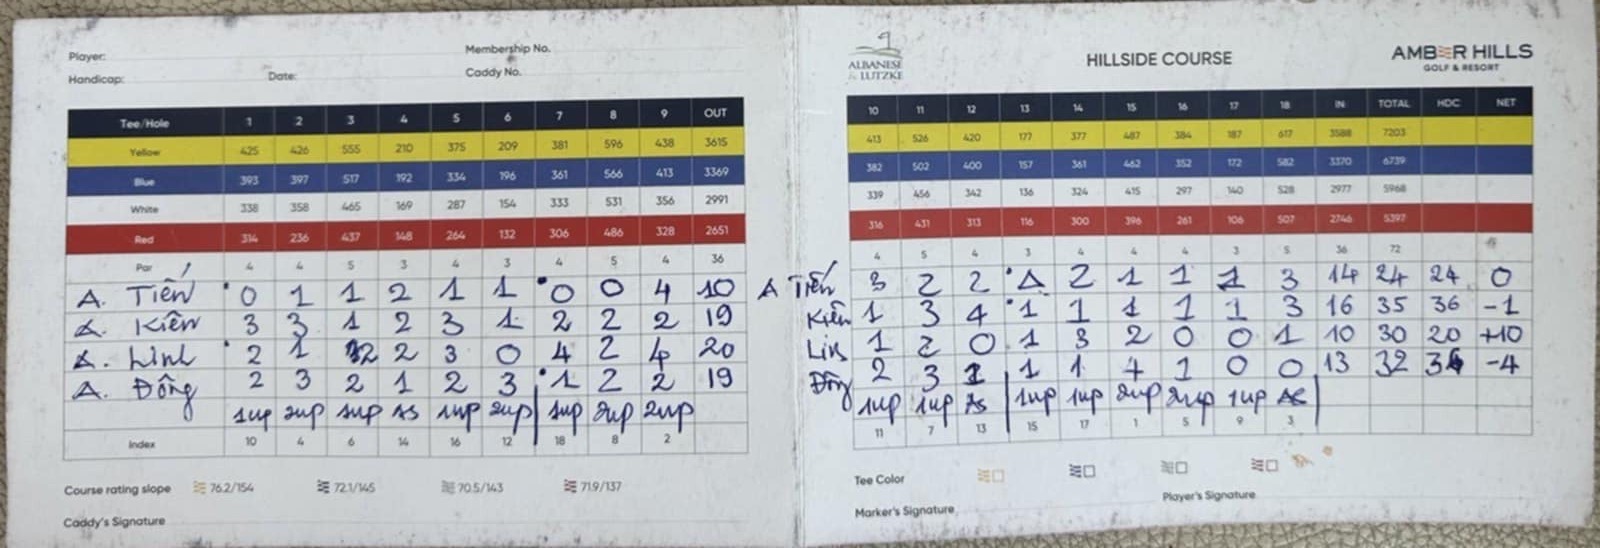 Player:
Handicap:
Date:
Membership No.
Caddy No.
Tee/Hole 1 2 3 4 5 6 7 8 9 OUT
Yellow 425 426 555 210 375 209 381 596 438 3615
Blue 393 397 517 192 334 196 361 566 413 3369
White 338 358 465 169 287 154 333 531 356 2991
Red 314 236 437 148 264 132 306 486 328 2651
Par 4 4 5 3 4 3 4 5 4 36
A. Tiến 0 1 1 2 1 1 0 0 4 10
A. Kiên 3 3 1 2 3 1 2 2 2 19
A. Linh 2 1 2 2 3 0 4 2 4 20
A. Đông 2 3 2 1 2 3 1 2 2 19
1up 2up 1up AS 1up 2up 1up 2up 2up
Index 10 4 6 14 16 12 18 8 2
Course rating slope 76.2/154 72.1/145 70.5/143 71.9/137
Caddy's Signature
ALBANESE & LUTZKE
HILLSIDE COURSE
AMBER HILLS
GOLF & RESORT
10 11 12 13 14 15 16 17 18 IN TOTAL HDC NET
413 526 420 177 377 487 384 187 617 3588 7203
382 502 400 157 361 462 352 172 582 3370 6739
339 456 342 136 324 415 297 140 528 2977 5968
316 431 313 116 300 396 261 106 507 2746 5397
4 5 4 3 4 4 4 3 5 36 72
A Tiến 3 2 2 Δ 2 1 1 1 3 14 24 24 0
Kiên 1 3 4 1 1 1 1 1 3 16 35 36 -1
Lin 1 2 0 1 3 2 0 0 1 10 30 20 +10
Đông 2 3 1 1 1 4 1 0 0 13 32 36 -4
1up 1up AS 1up 1up 2up 2up 1up AS
11 7 13 15 17 1 5 9 3
Tee Color
Marker's Signature
Player's Signature